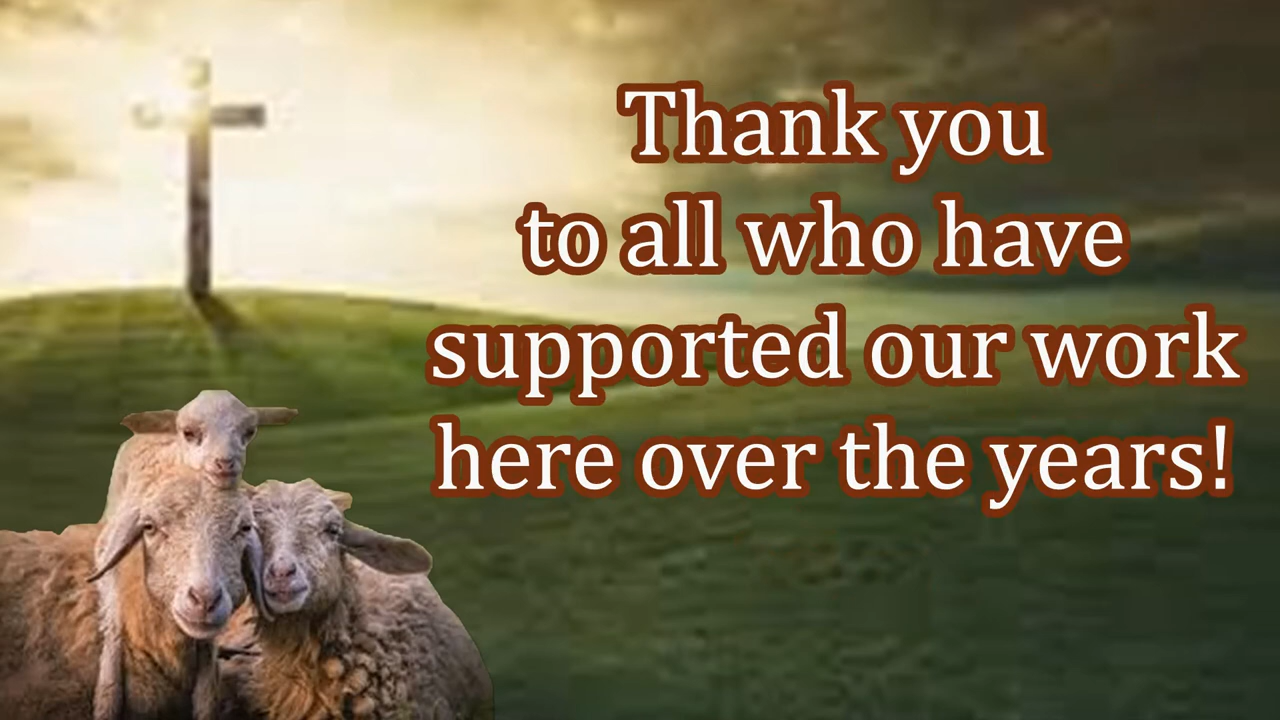 Thank you
to all who have
supported our work
here over the years!